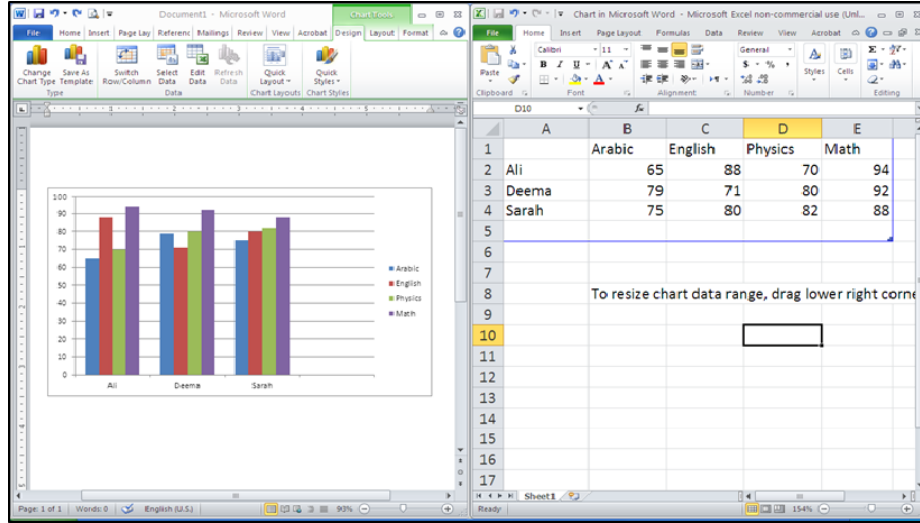 Document1 - Microsoft Word
Chart Tools
File Home Insert Page Lay Referenc Mailings Review View Acrobat Design Layout Format
Change Chart Type
Save As Template
Switch Row/Column
Select Data
Edit Data
Refresh Data
Quick Layout
Quick Styles
Type Data Chart Layouts Chart Styles
100
90
80
70
60
50
40
30
20
10
0
Ali Deema Sarah
Arabic
English
Physics
Math
Page: 1 of 1 Words: 0 English (U.S.) 93%
Chart in Microsoft Word - Microsoft Excel non-commercial use (Unl...
File Home Insert Page Layout Formulas Data Review View Acrobat
Paste
Calibri 11
General
Styles
Cells
Clipboard Font Alignment Number Editing
D10 fx
A B C D E
1 Arabic English Physics Math
2 Ali 65 88 70 94
3 Deema 79 71 80 92
4 Sarah 75 80 82 88
5
6
7
8 To resize chart data range, drag lower right corne
9
10
11
12
13
14
15
16
17
Sheet1
Ready 154%